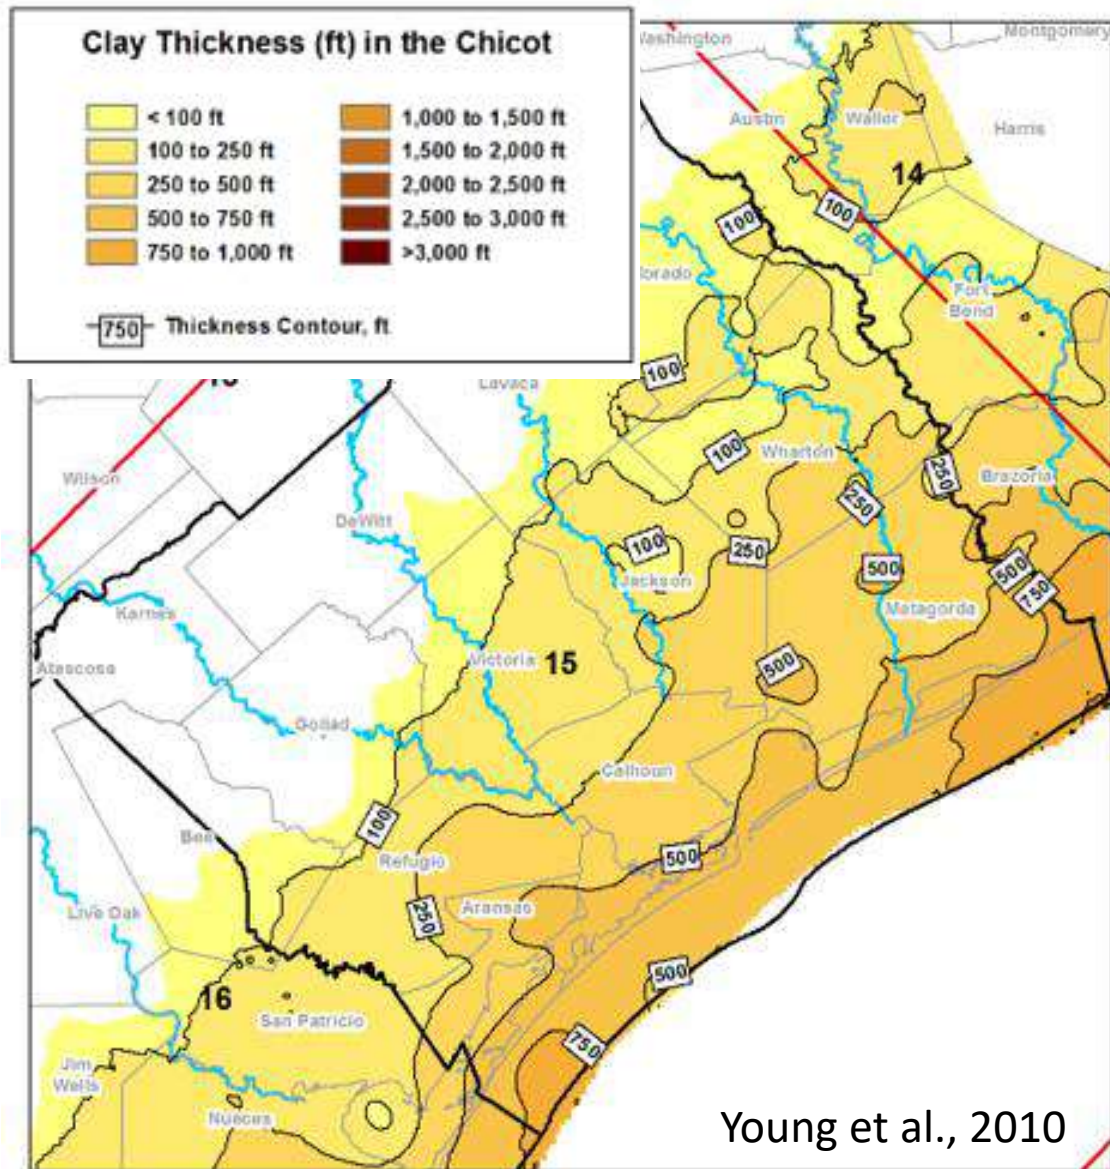 Clay Thickness (ft) in the Chicot
< 100 ft
100 to 250 ft
250 to 500 ft
500 to 750 ft
750 to 1,000 ft
1,000 to 1,500 ft
1,500 to 2,000 ft
2,000 to 2,500 ft
2,500 to 3,000 ft
>3,000 ft
750 Thickness Contour, ft
Montgomery
Austin
Waller
Harris
14
100
100
Fort
Bend
100
Lavaca
100
Wharton
Wilson
250
Brazoria
250
DeWitt
100
250
Jackson
500
500
750
Karnes
Matagorda
Atascosa
Victoria
15
500
Goliad
Calhoun
100
Bee
Refugio
500
Live Oak
250
Aransas
500
16
San Patricio
750
Jim
Wells
Nueces
Young et al., 2010